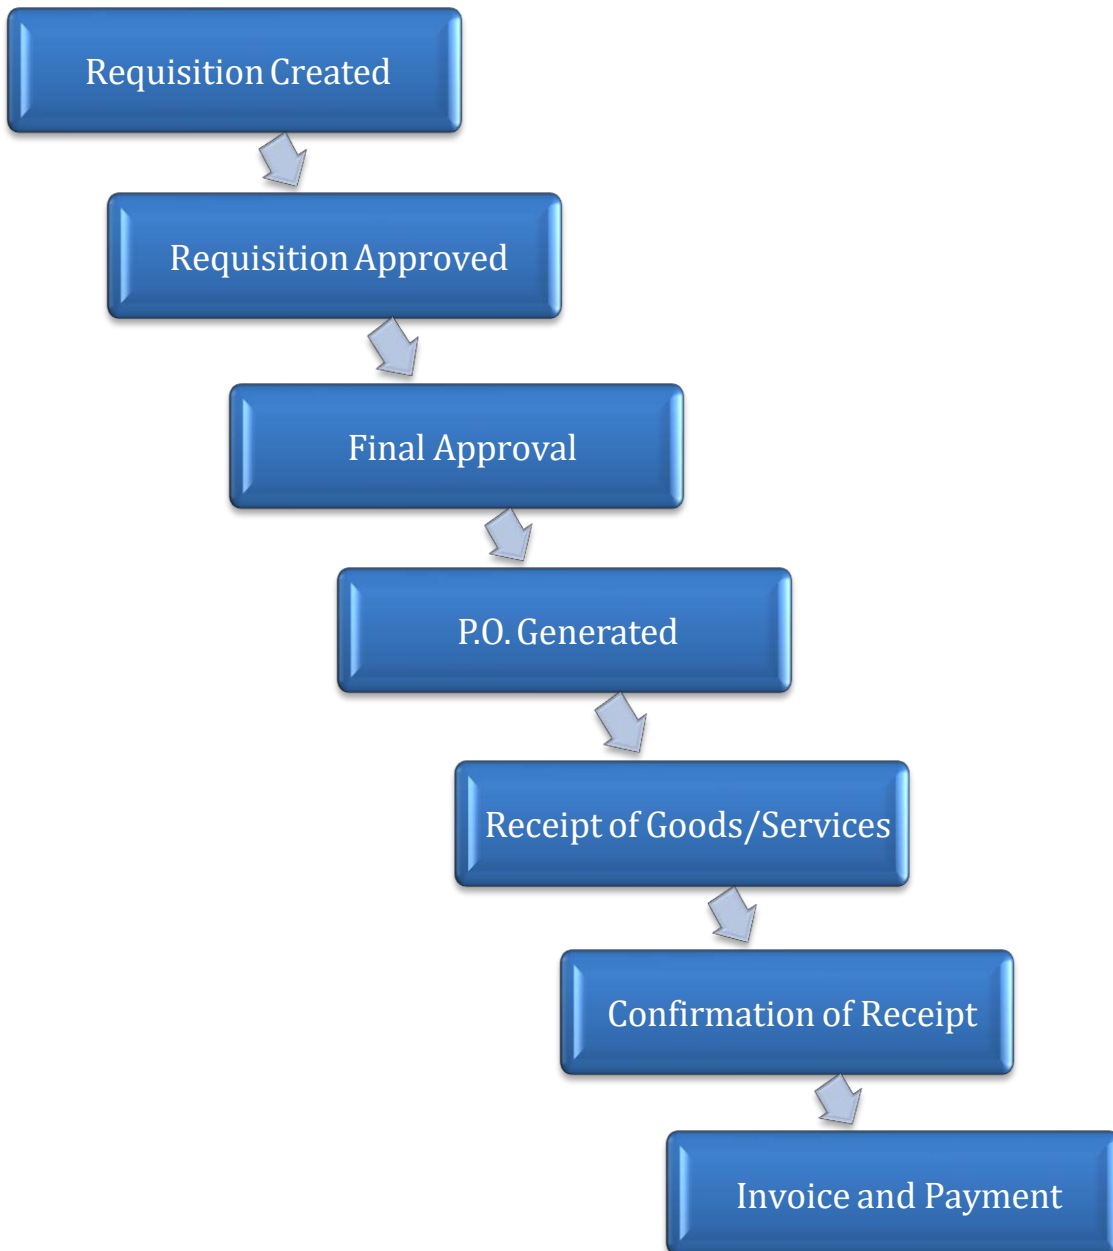 Requisition Created
Requisition Approved
Final Approval
P.O. Generated
Receipt of Goods/Services
Confirmation of Receipt
Invoice and Payment